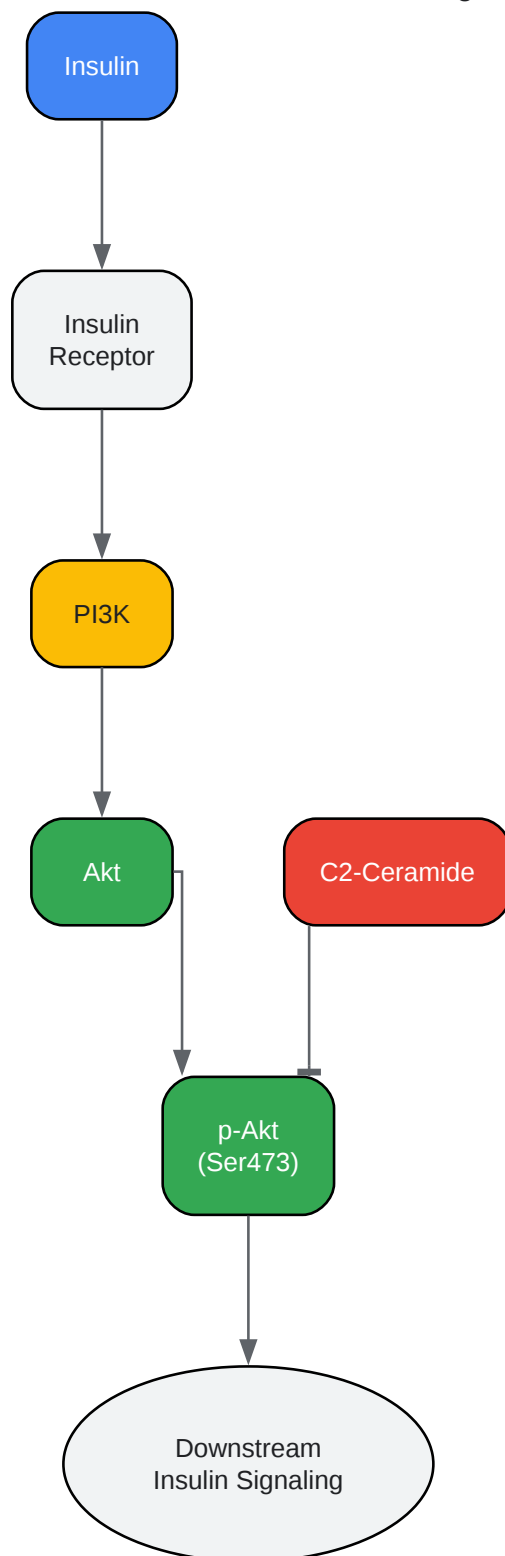 Insulin
Insulin
Receptor
PI3K
Akt
C2-Ceramide
p-Akt
(Ser473)
Downstream
Insulin Signaling